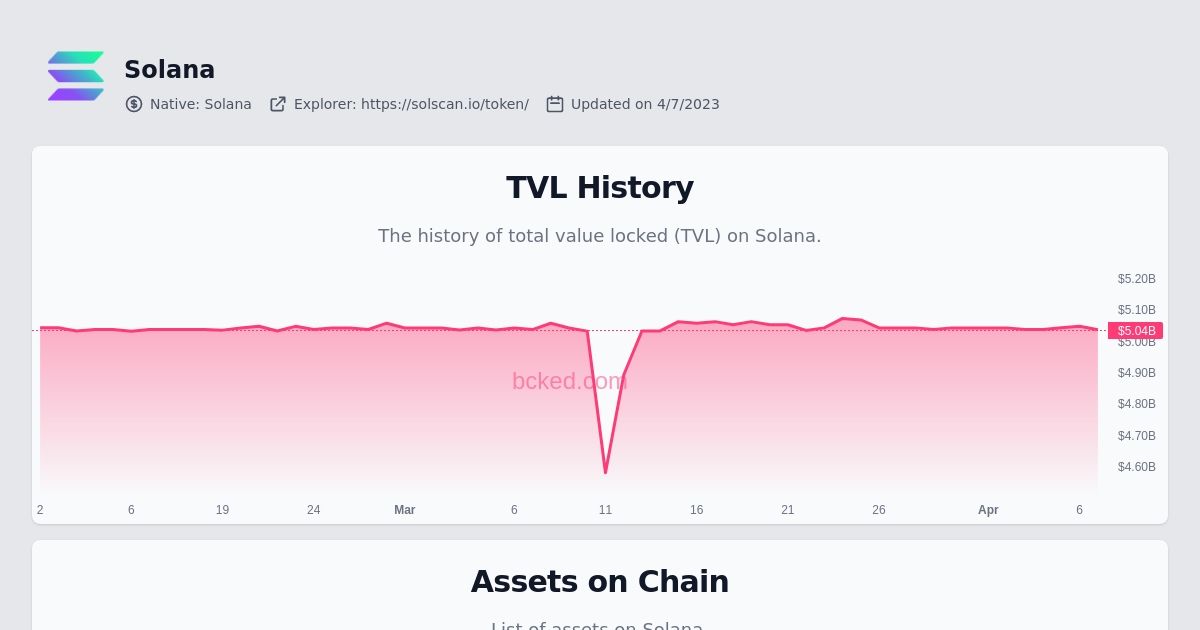 Solana
Native: Solana Explorer: https://solscan.io/token/ Updated on 4/7/2023
TVL History
The history of total value locked (TVL) on Solana.
$5.20B
$5.10B
$5.04B
$5.00B
$4.90B
bcked.com
$4.80B
$4.70B
$4.60B
2 6 19 24 Mar 6 11 16 21 26 Apr 6
Assets on Chain
List of assets on Solana.